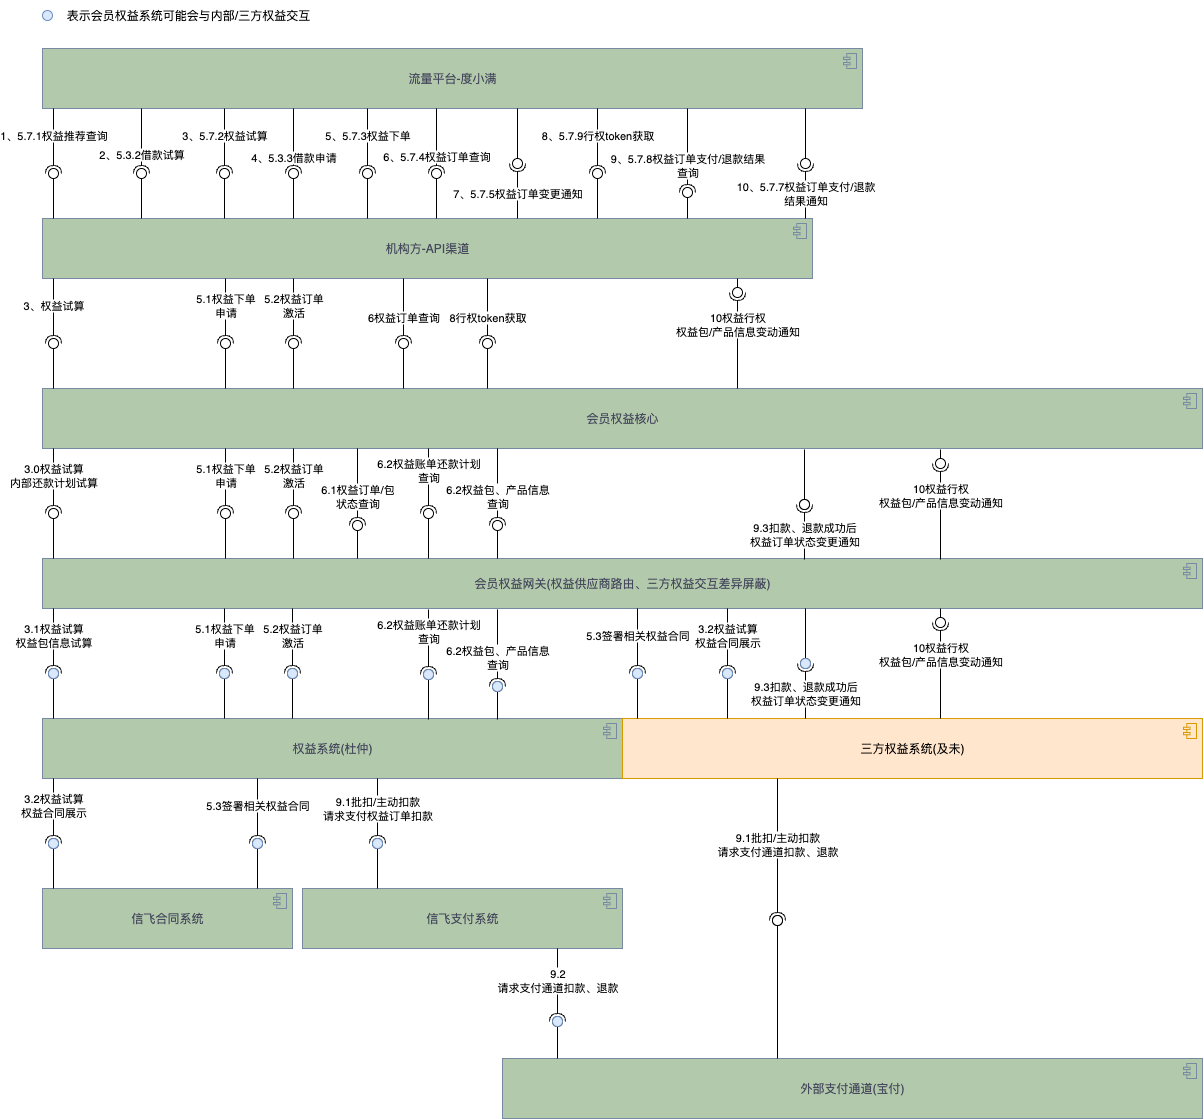 表示会员权益系统可能会与内部/三方权益交互
流量平台-度小满
1、5.7.1权益推荐查询
2、5.3.2借款试算
3、5.7.2权益试算
4、5.3.3借款申请
5、5.7.3权益下单
6、5.7.4权益订单查询
7、5.7.5权益订单变更通知
8、5.7.9行权token获取
9、5.7.8权益订单支付/退款结果
查询
10、5.7.7权益订单支付/退款
结果通知
机构方-API渠道
3、权益试算
5.1权益下单
申请
5.2权益订单
激活
6权益订单查询
8行权token获取
10权益行权
权益包/产品信息变动通知
会员权益核心
3.0权益试算
内部还款计划试算
5.1权益下单
申请
5.2权益订单
激活
6.1权益订单/包
状态查询
6.2权益账单还款计划
查询
6.2权益包、产品信息
查询
9.3扣款、退款成功后
权益订单状态变更通知
10权益行权
权益包/产品信息变动通知
会员权益网关(权益供应商路由、三方权益交互差异屏蔽)
3.1权益试算
权益包信息试算
5.1权益下单
申请
5.2权益订单
激活
6.2权益账单还款计划
查询
6.2权益包、产品信息
查询
5.3签署相关权益合同
3.2权益试算
权益合同展示
9.3扣款、退款成功后
权益订单状态变更通知
10权益行权
权益包/产品信息变动通知
权益系统(杜仲)
三方权益系统(及未)
3.2权益试算
权益合同展示
5.3签署相关权益合同
9.1批扣/主动扣款
请求支付权益订单扣款
9.1批扣/主动扣款
请求支付通道扣款、退款
信飞合同系统
信飞支付系统
9.2
请求支付通道扣款、退款
外部支付通道(宝付)